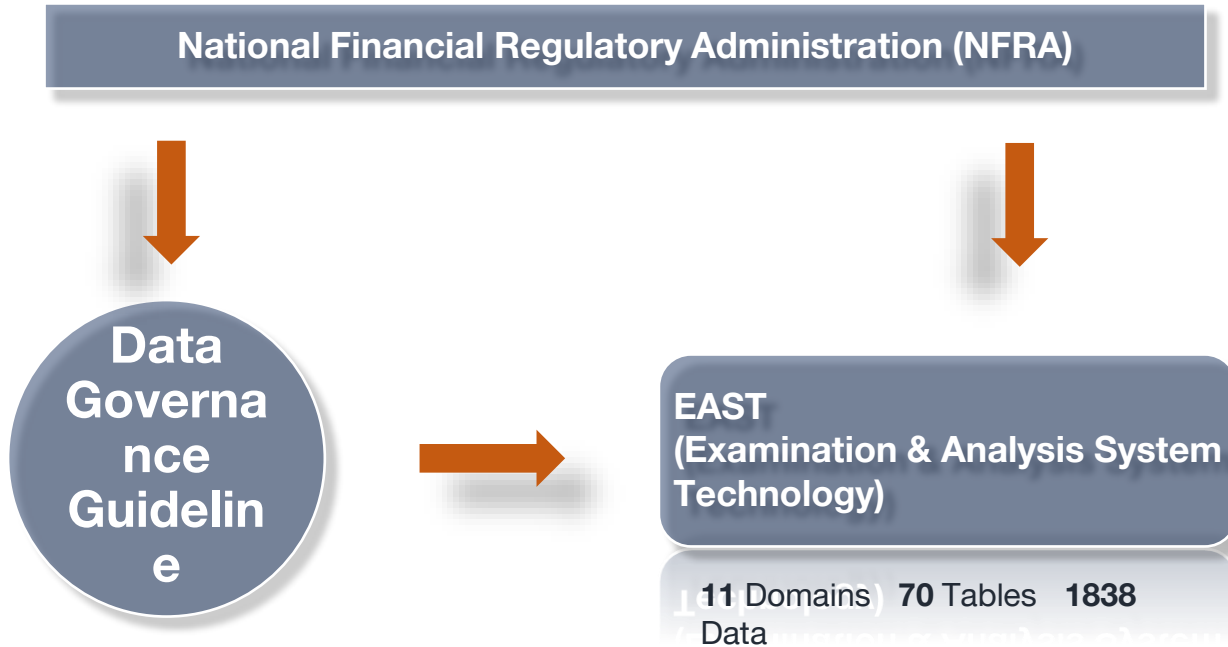 National Financial Regulatory Administration (NFRA)
Data
Governa
nce
Guidelin
e
EAST
(Examination & Analysis System
Technology)
11 Domains 70 Tables 1838
Data